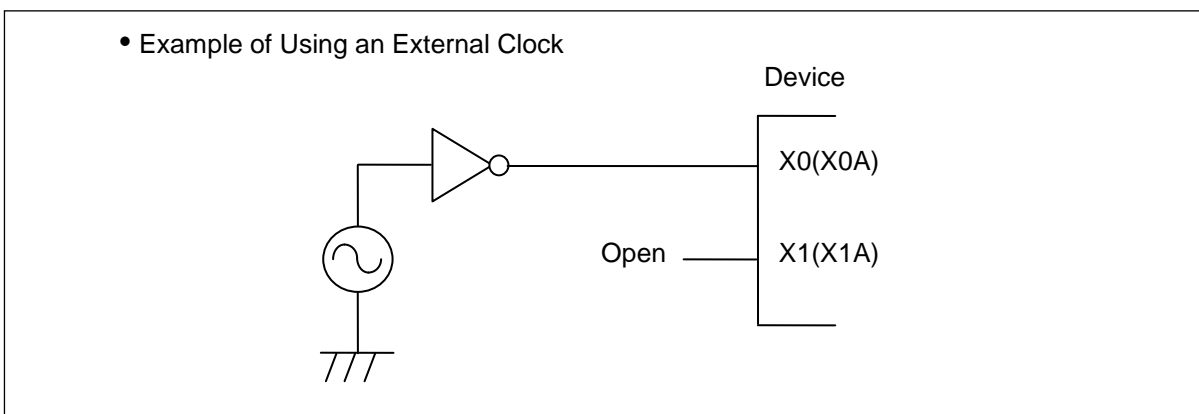 • Example of Using an External Clock
Device
X0(X0A)
Open
X1(X1A)